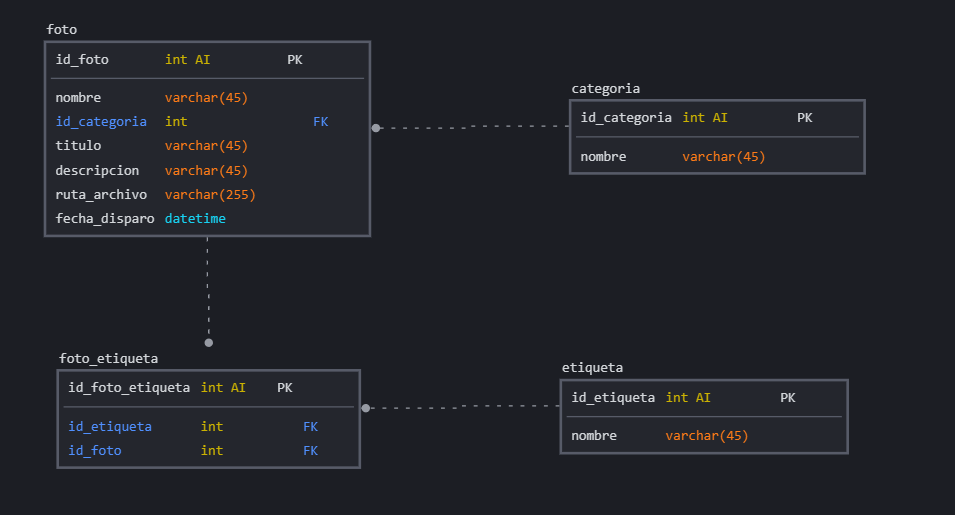 foto
id_foto int AI PK
nombre varchar(45)
id_categoria int FK
titulo varchar(45)
descripcion varchar(45)
ruta_archivo varchar(255)
fecha_disparo datetime
categoria
id_categoria int AI PK
nombre varchar(45)
foto_etiqueta
id_foto_etiqueta int AI PK
id_etiqueta int FK
id_foto int FK
etiqueta
id_etiqueta int AI PK
nombre varchar(45)